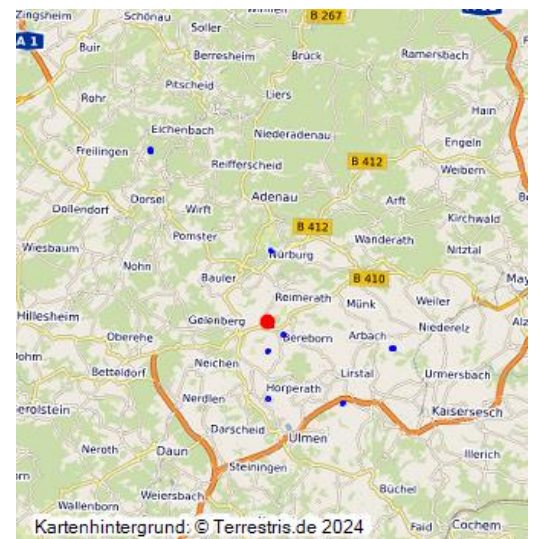 Zingsheim Schönau B 267
Soller
A 1 Buir Berresheim Brück Ramersbach
Pitscheid
Rohr Liers
Hain
Eichenbach Niederadenau
Freilingen Engeln
Reifferscheid B 412
Weibern
Dorsel Adenau Arft
Dollendorf Wirft Kirchwald
Pomster B 412
Wiesbaum Wanderath Nitztal
Nürburg
Nohn
Bauler B 410
Reimerath Weiler
Münk
Hillesheim Gelenberg Niederelz
Oberehe Bereborn Arbach
Neichen
Betteldorf Lirstal Urmersbach
Horperath
Nerdlen Kaisersesch
Darscheid Ulmen
Neroth Daun Illerich
Steiningen
Weiersbach Büchel
Wallenborn
Kartenhintergrund: © Terrestris.de 2024 Faid Cochem